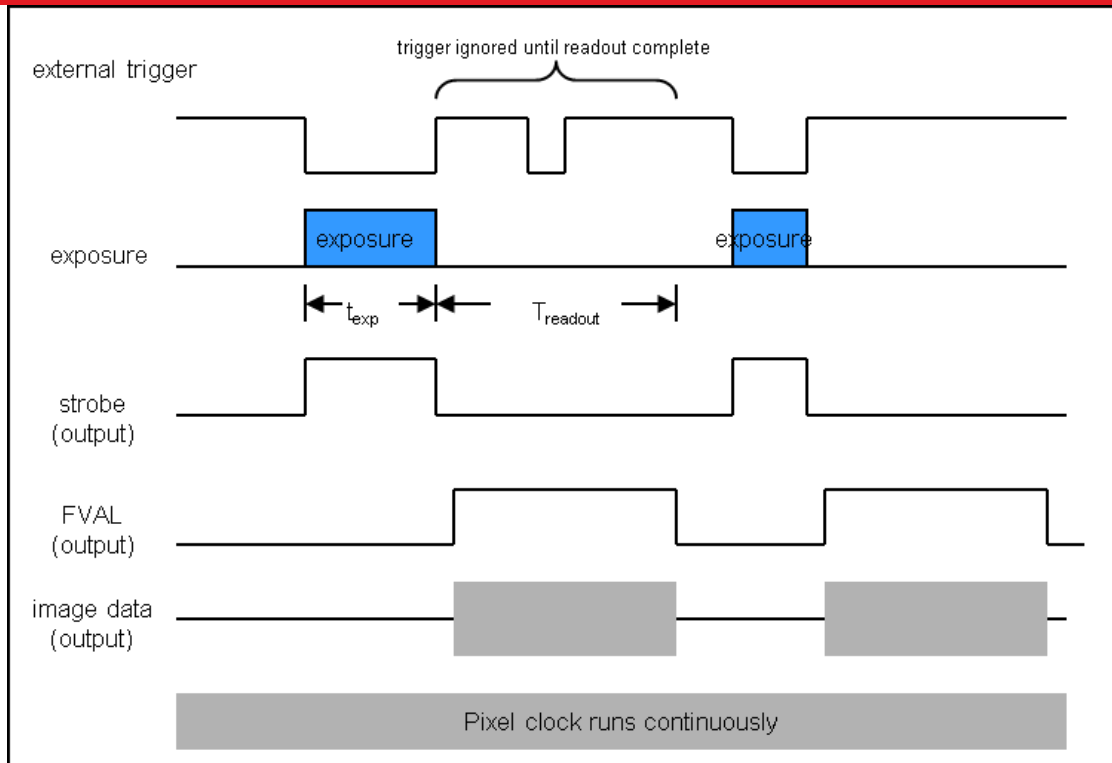 trigger ignored until readout complete
external trigger
exposure
exposure
exposure
texp
Treadout
strobe
(output)
FVAL
(output)
image data
(output)
Pixel clock runs continuously